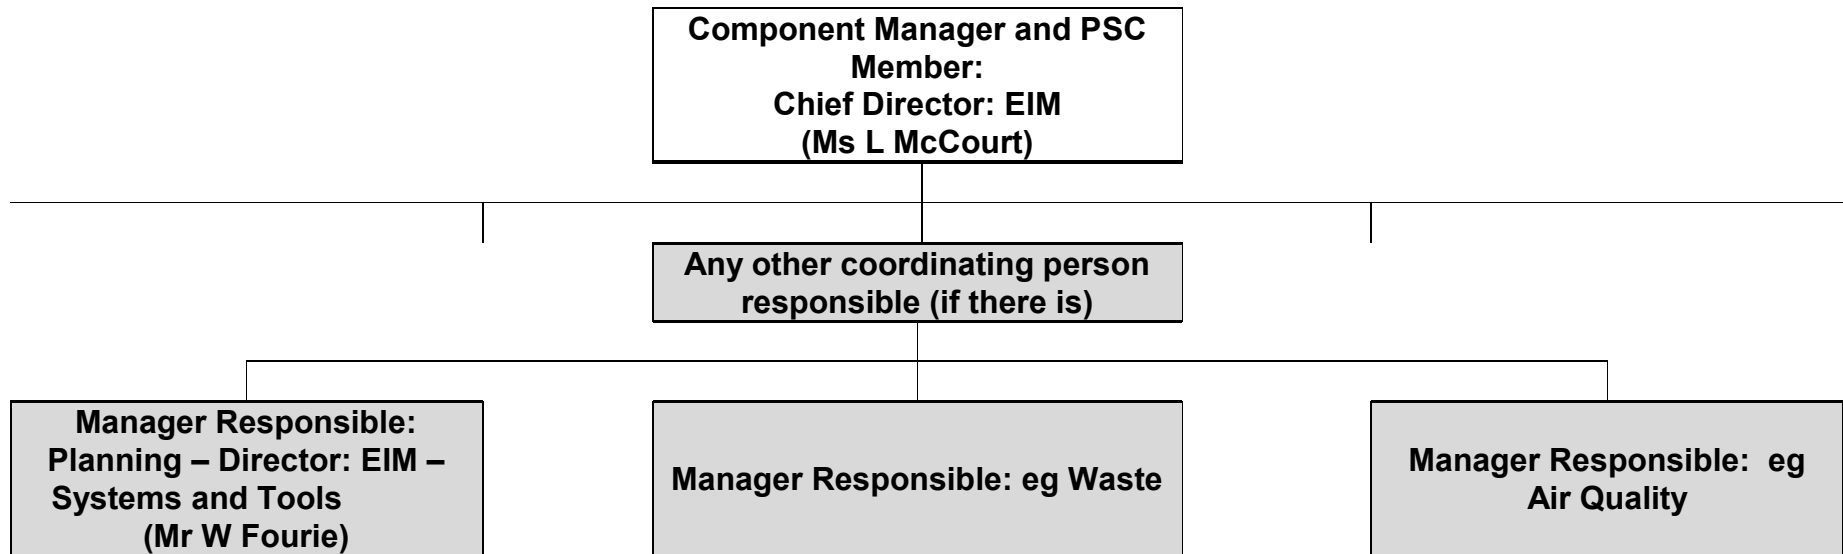 Component Manager and PSC
Member:
Chief Director: EIM
(Ms L McCourt)
Any other coordinating person
responsible (if there is)
Manager Responsible:
Planning – Director: EIM –
Systems and Tools
(Mr W Fourie)
Manager Responsible: eg Waste
Manager Responsible:  eg
Air Quality